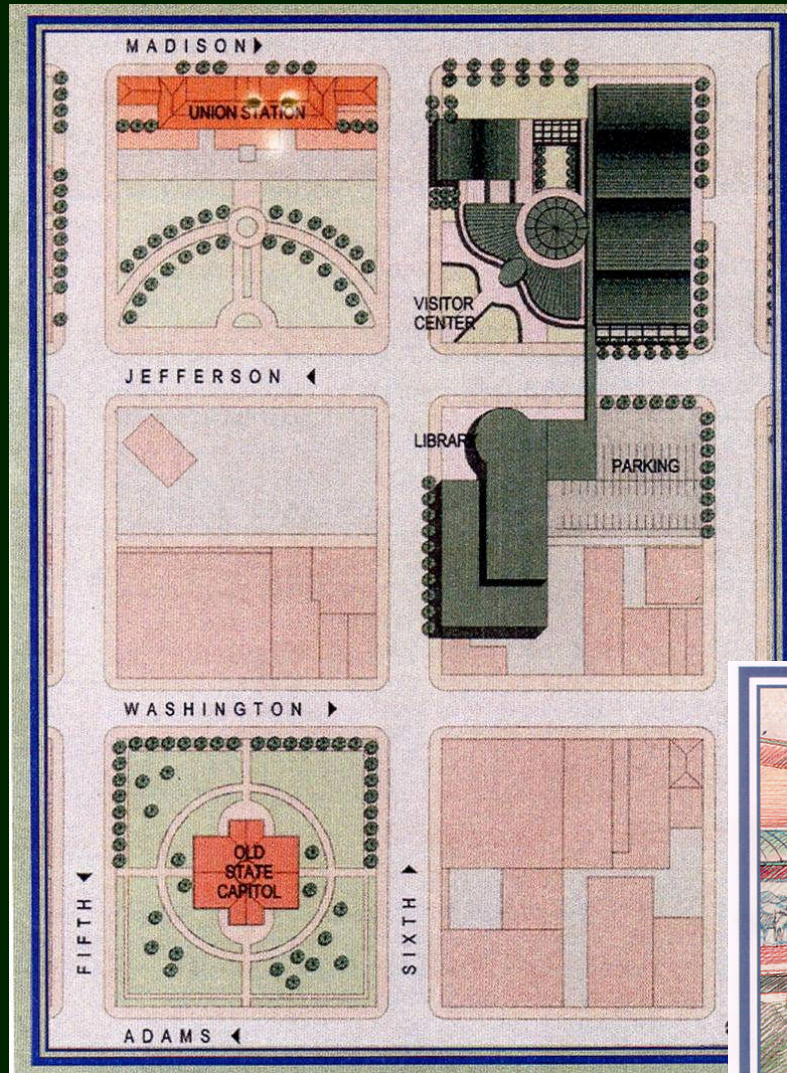 MADISON
UNION STATION
VISITOR
CENTER
JEFFERSON
LIBRARY
PARKING
WASHINGTON
OLD
STATE
CAPITOL
FIFTH
SIXTH
ADAMS